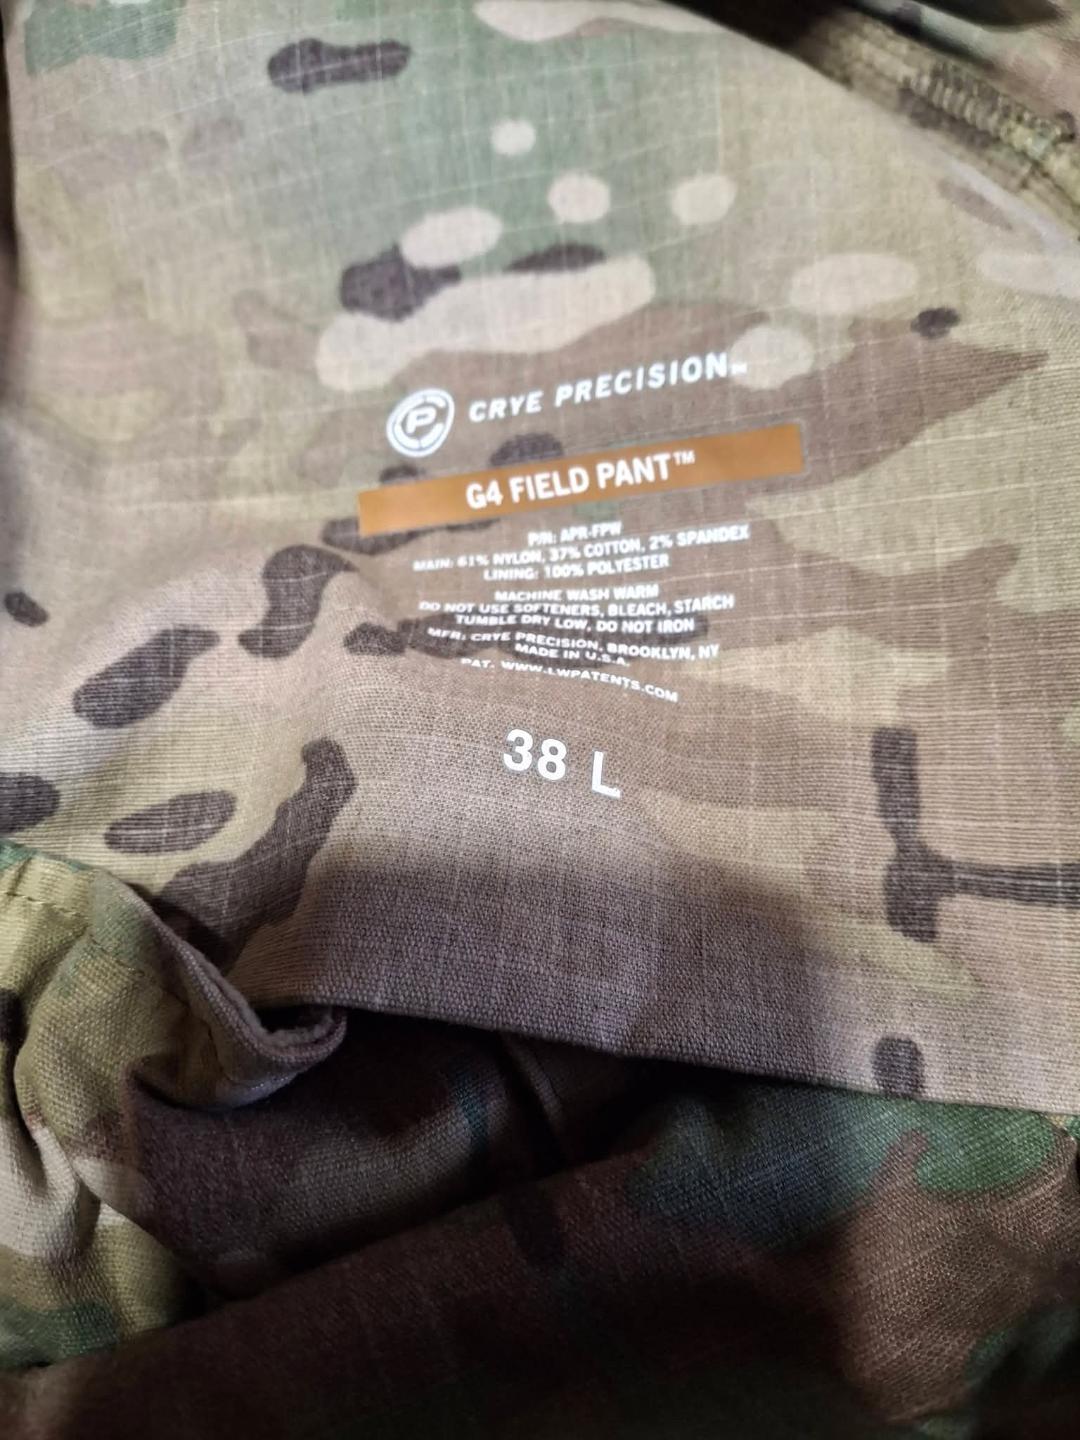 CRYE PRECISION™
G4 FIELD PANT™
P/N: APR-FPW
MAIN: 61% NYLON, 37% COTTON, 2% SPANDEX
LINING: 100% POLYESTER
MACHINE WASH WARM
DO NOT USE SOFTENERS, BLEACH, STARCH
TUMBLE DRY LOW, DO NOT IRON
MFR: CRYE PRECISION, BROOKLYN, NY
MADE IN U.S.A.
PAT. WWW.LWPATENTS.COM
38 L